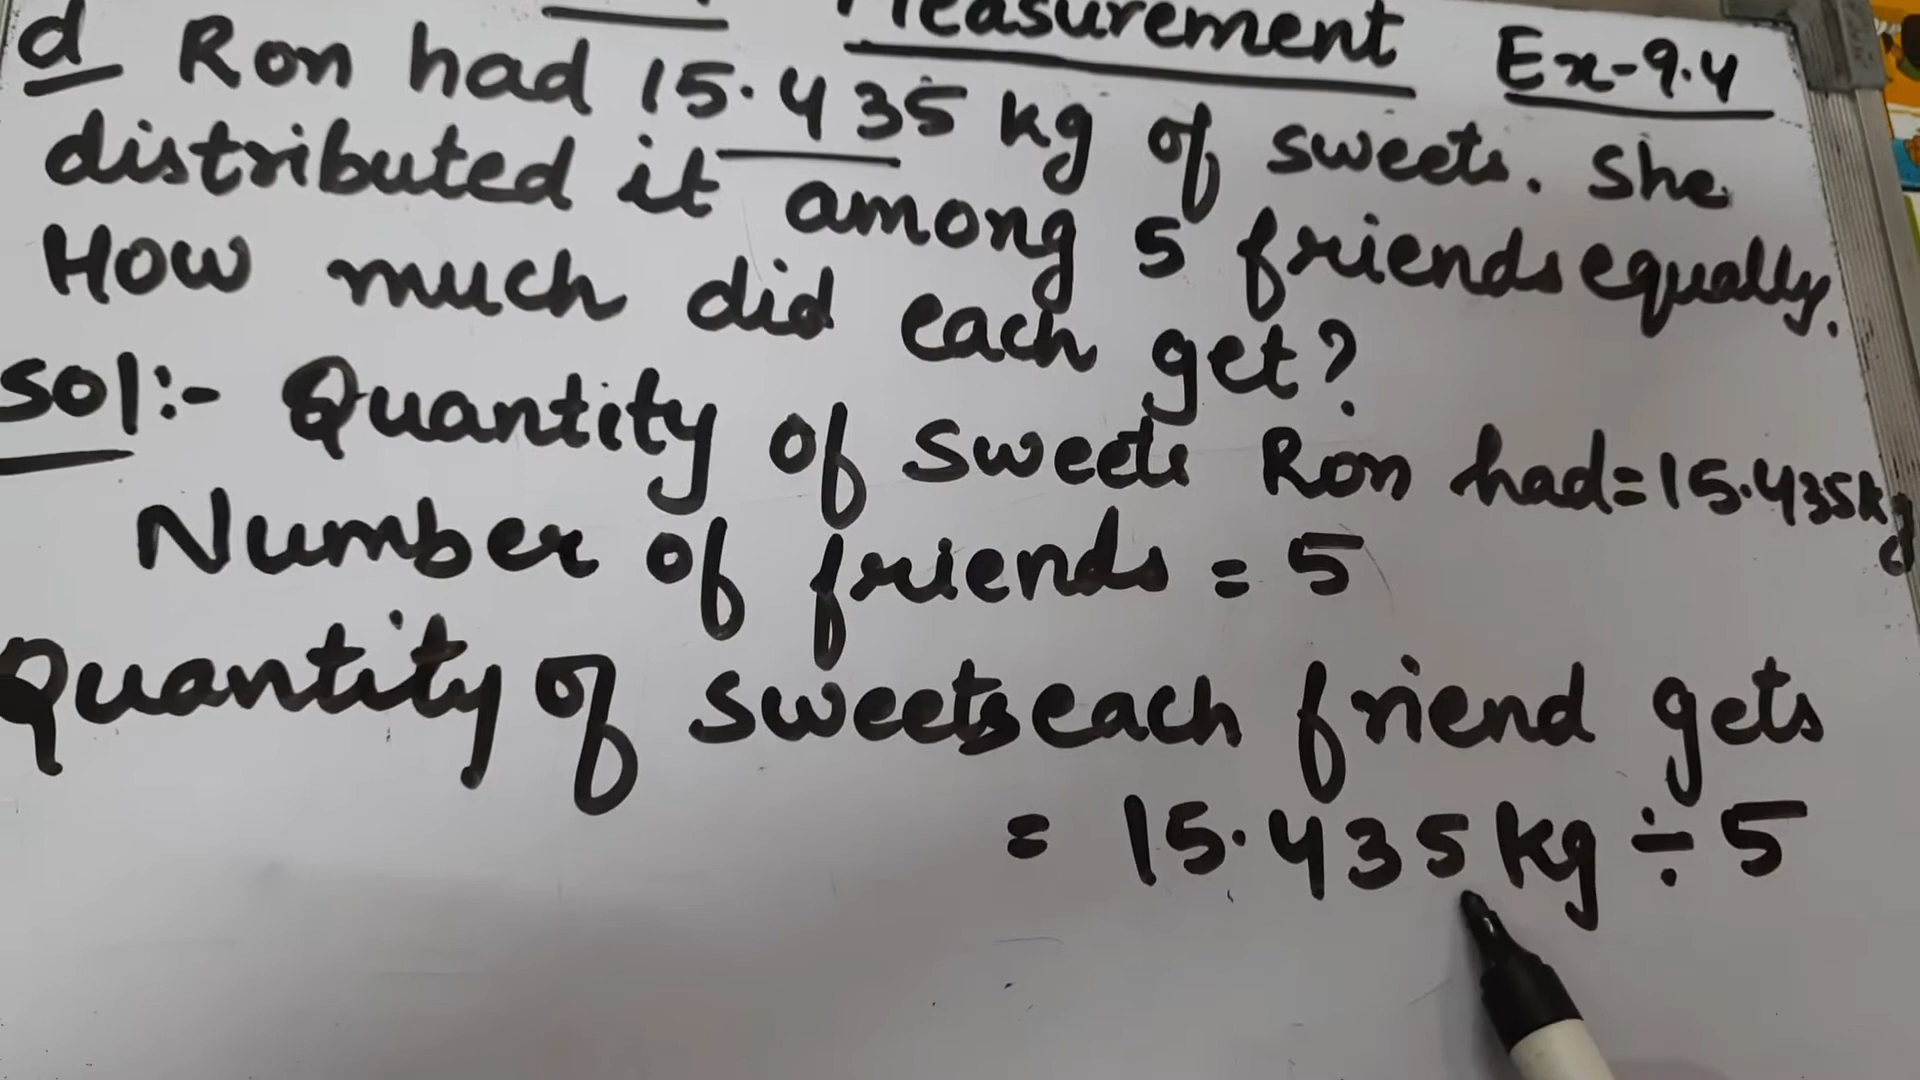 Measurement Ex-9.4
d Ron had 15.435 kg of sweets. She
distributed it among 5 friends equally.
How much did each get?
Sol:- Quantity of sweets Ron had=15.435kg
Number of friends = 5
Quantity of sweets each friend gets
= 15.435kg ÷ 5